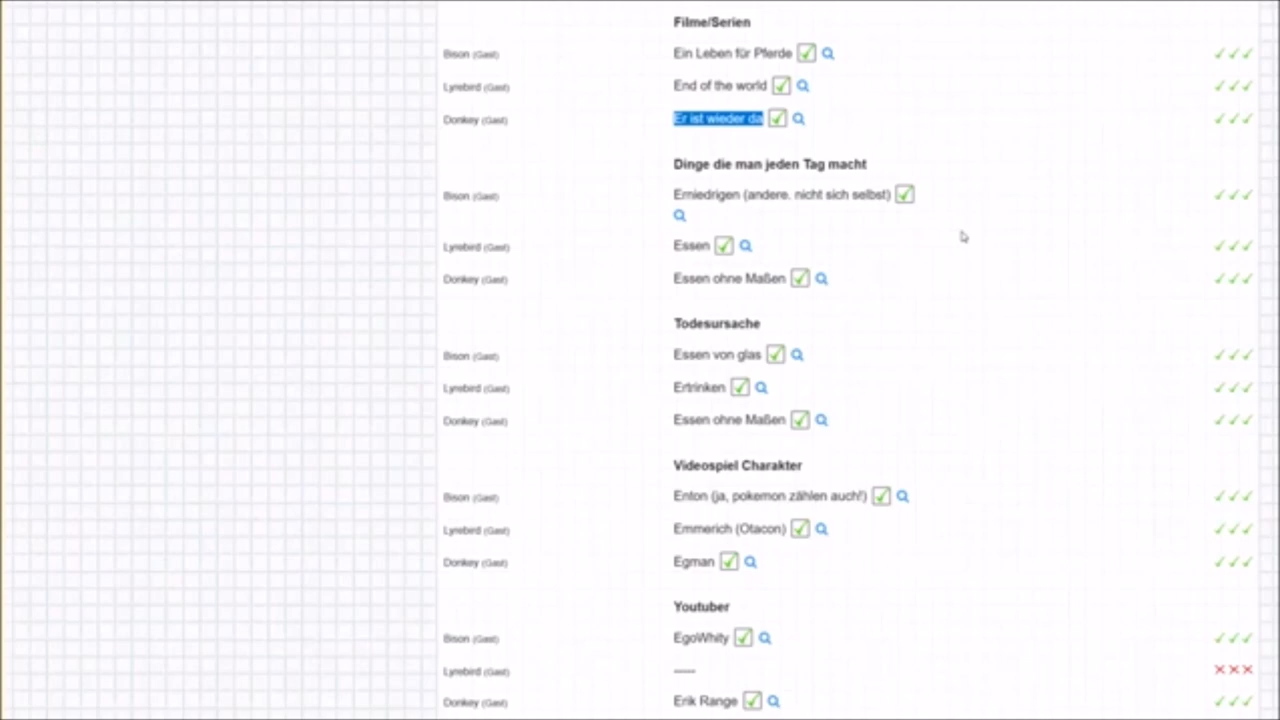 Filme/Serien
Bison (Gast) Ein Leben für Pferde
Lyrebird (Gast) End of the world
Donkey (Gast) Er ist wieder da
Dinge die man jeden Tag macht
Bison (Gast) Erniedrigen (andere. nicht sich selbst)
Lyrebird (Gast) Essen
Donkey (Gast) Essen ohne Maßen
Todesursache
Bison (Gast) Essen von glas
Lyrebird (Gast) Ertrinken
Donkey (Gast) Essen ohne Maßen
Videospiel Charakter
Bison (Gast) Enton (ja, pokemon zählen auch!)
Lyrebird (Gast) Emmerich (Otacon)
Donkey (Gast) Egman
Youtuber
Bison (Gast) EgoWhity
Lyrebird (Gast) -----
Donkey (Gast) Erik Range